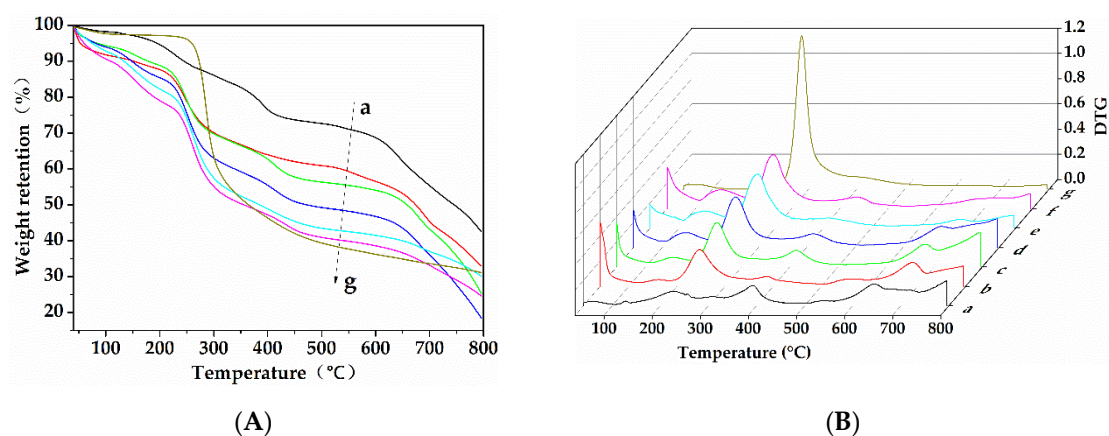 100
90
80
70
60
50
40
30
20
Weight retention (%)
a
g
100 200 300 400 500 600 700 800
Temperature (℃)
(A)
1.2
1.0
0.8
0.6
0.4
0.2
0.0
DTG
g
f
e
d
c
b
a
100 200 300 400 500 600 700 800
Temperature (°C)
(B)